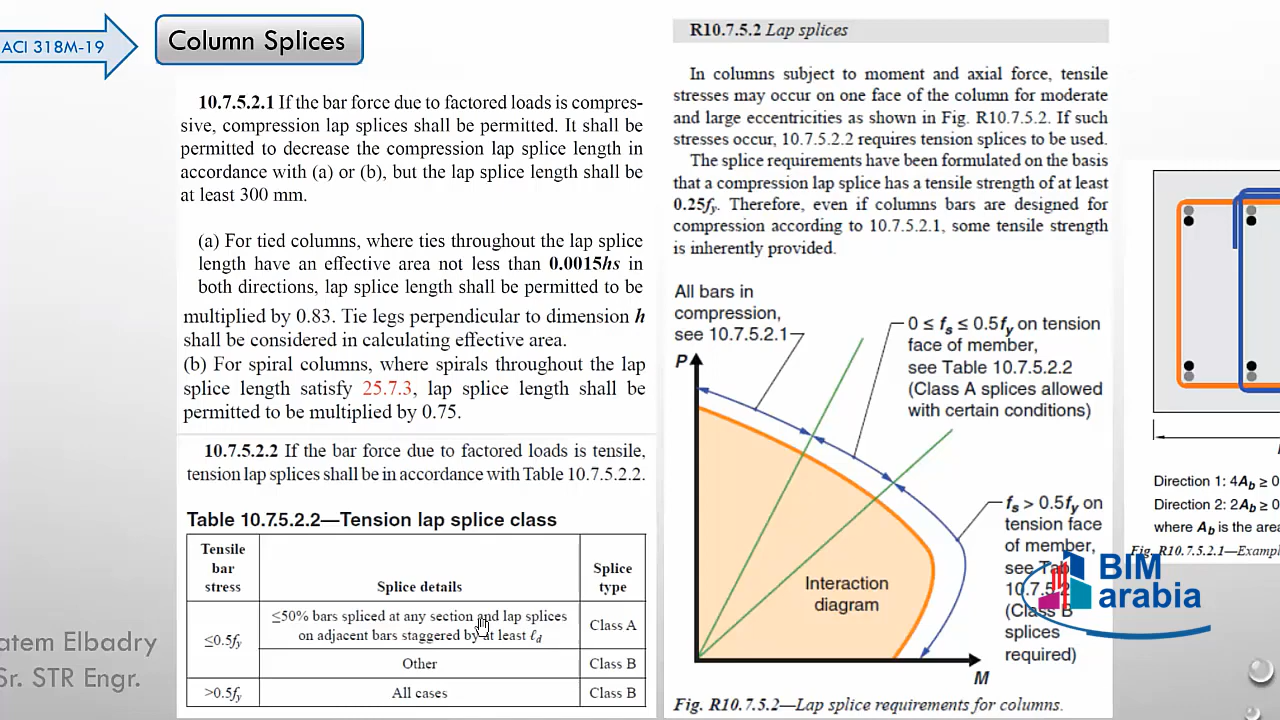 ACI 318M-19
Column Splices
10.7.5.2.1 If the bar force due to factored loads is compres-
sive, compression lap splices shall be permitted. It shall be
permitted to decrease the compression lap splice length in
accordance with (a) or (b), but the lap splice length shall be
at least 300 mm.
(a) For tied columns, where ties throughout the lap splice
length have an effective area not less than 0.0015hs in
both directions, lap splice length shall be permitted to be
multiplied by 0.83. Tie legs perpendicular to dimension h
shall be considered in calculating effective area.
(b) For spiral columns, where spirals throughout the lap
splice length satisfy 25.7.3, lap splice length shall be
permitted to be multiplied by 0.75.
10.7.5.2.2 If the bar force due to factored loads is tensile,
tension lap splices shall be in accordance with Table 10.7.5.2.2.
Table 10.7.5.2.2—Tension lap splice class
Tensile
bar
stress
Splice details
Splice
type
≤0.5fy
≤50% bars spliced at any section and lap splices
on adjacent bars staggered by at least ℓd
Class A
Other
Class B
>0.5fy
All cases
Class B
atem Elbadry
Sr. STR Engr.
R10.7.5.2 Lap splices
In columns subject to moment and axial force, tensile
stresses may occur on one face of the column for moderate
and large eccentricities as shown in Fig. R10.7.5.2. If such
stresses occur, 10.7.5.2.2 requires tension splices to be used.
The splice requirements have been formulated on the basis
that a compression lap splice has a tensile strength of at least
0.25fy. Therefore, even if columns bars are designed for
compression according to 10.7.5.2.1, some tensile strength
is inherently provided.
All bars in
compression,
see 10.7.5.2.1
P
0 ≤ fs ≤ 0.5fy on tension
face of member,
see Table 10.7.5.2.2
(Class A splices allowed
with certain conditions)
fs > 0.5fy on
tension face
of member,
see
10.7.5.2
(Class B
splices
required)
Interaction
diagram
M
Fig. R10.7.5.2—Lap splice requirements for columns.
Direction 1: 4Ab ≥ 0
Direction 2: 2Ab ≥ 0
where Ab is the area
Fig. R10.7.5.2.1—Exampl
BIM
arabia